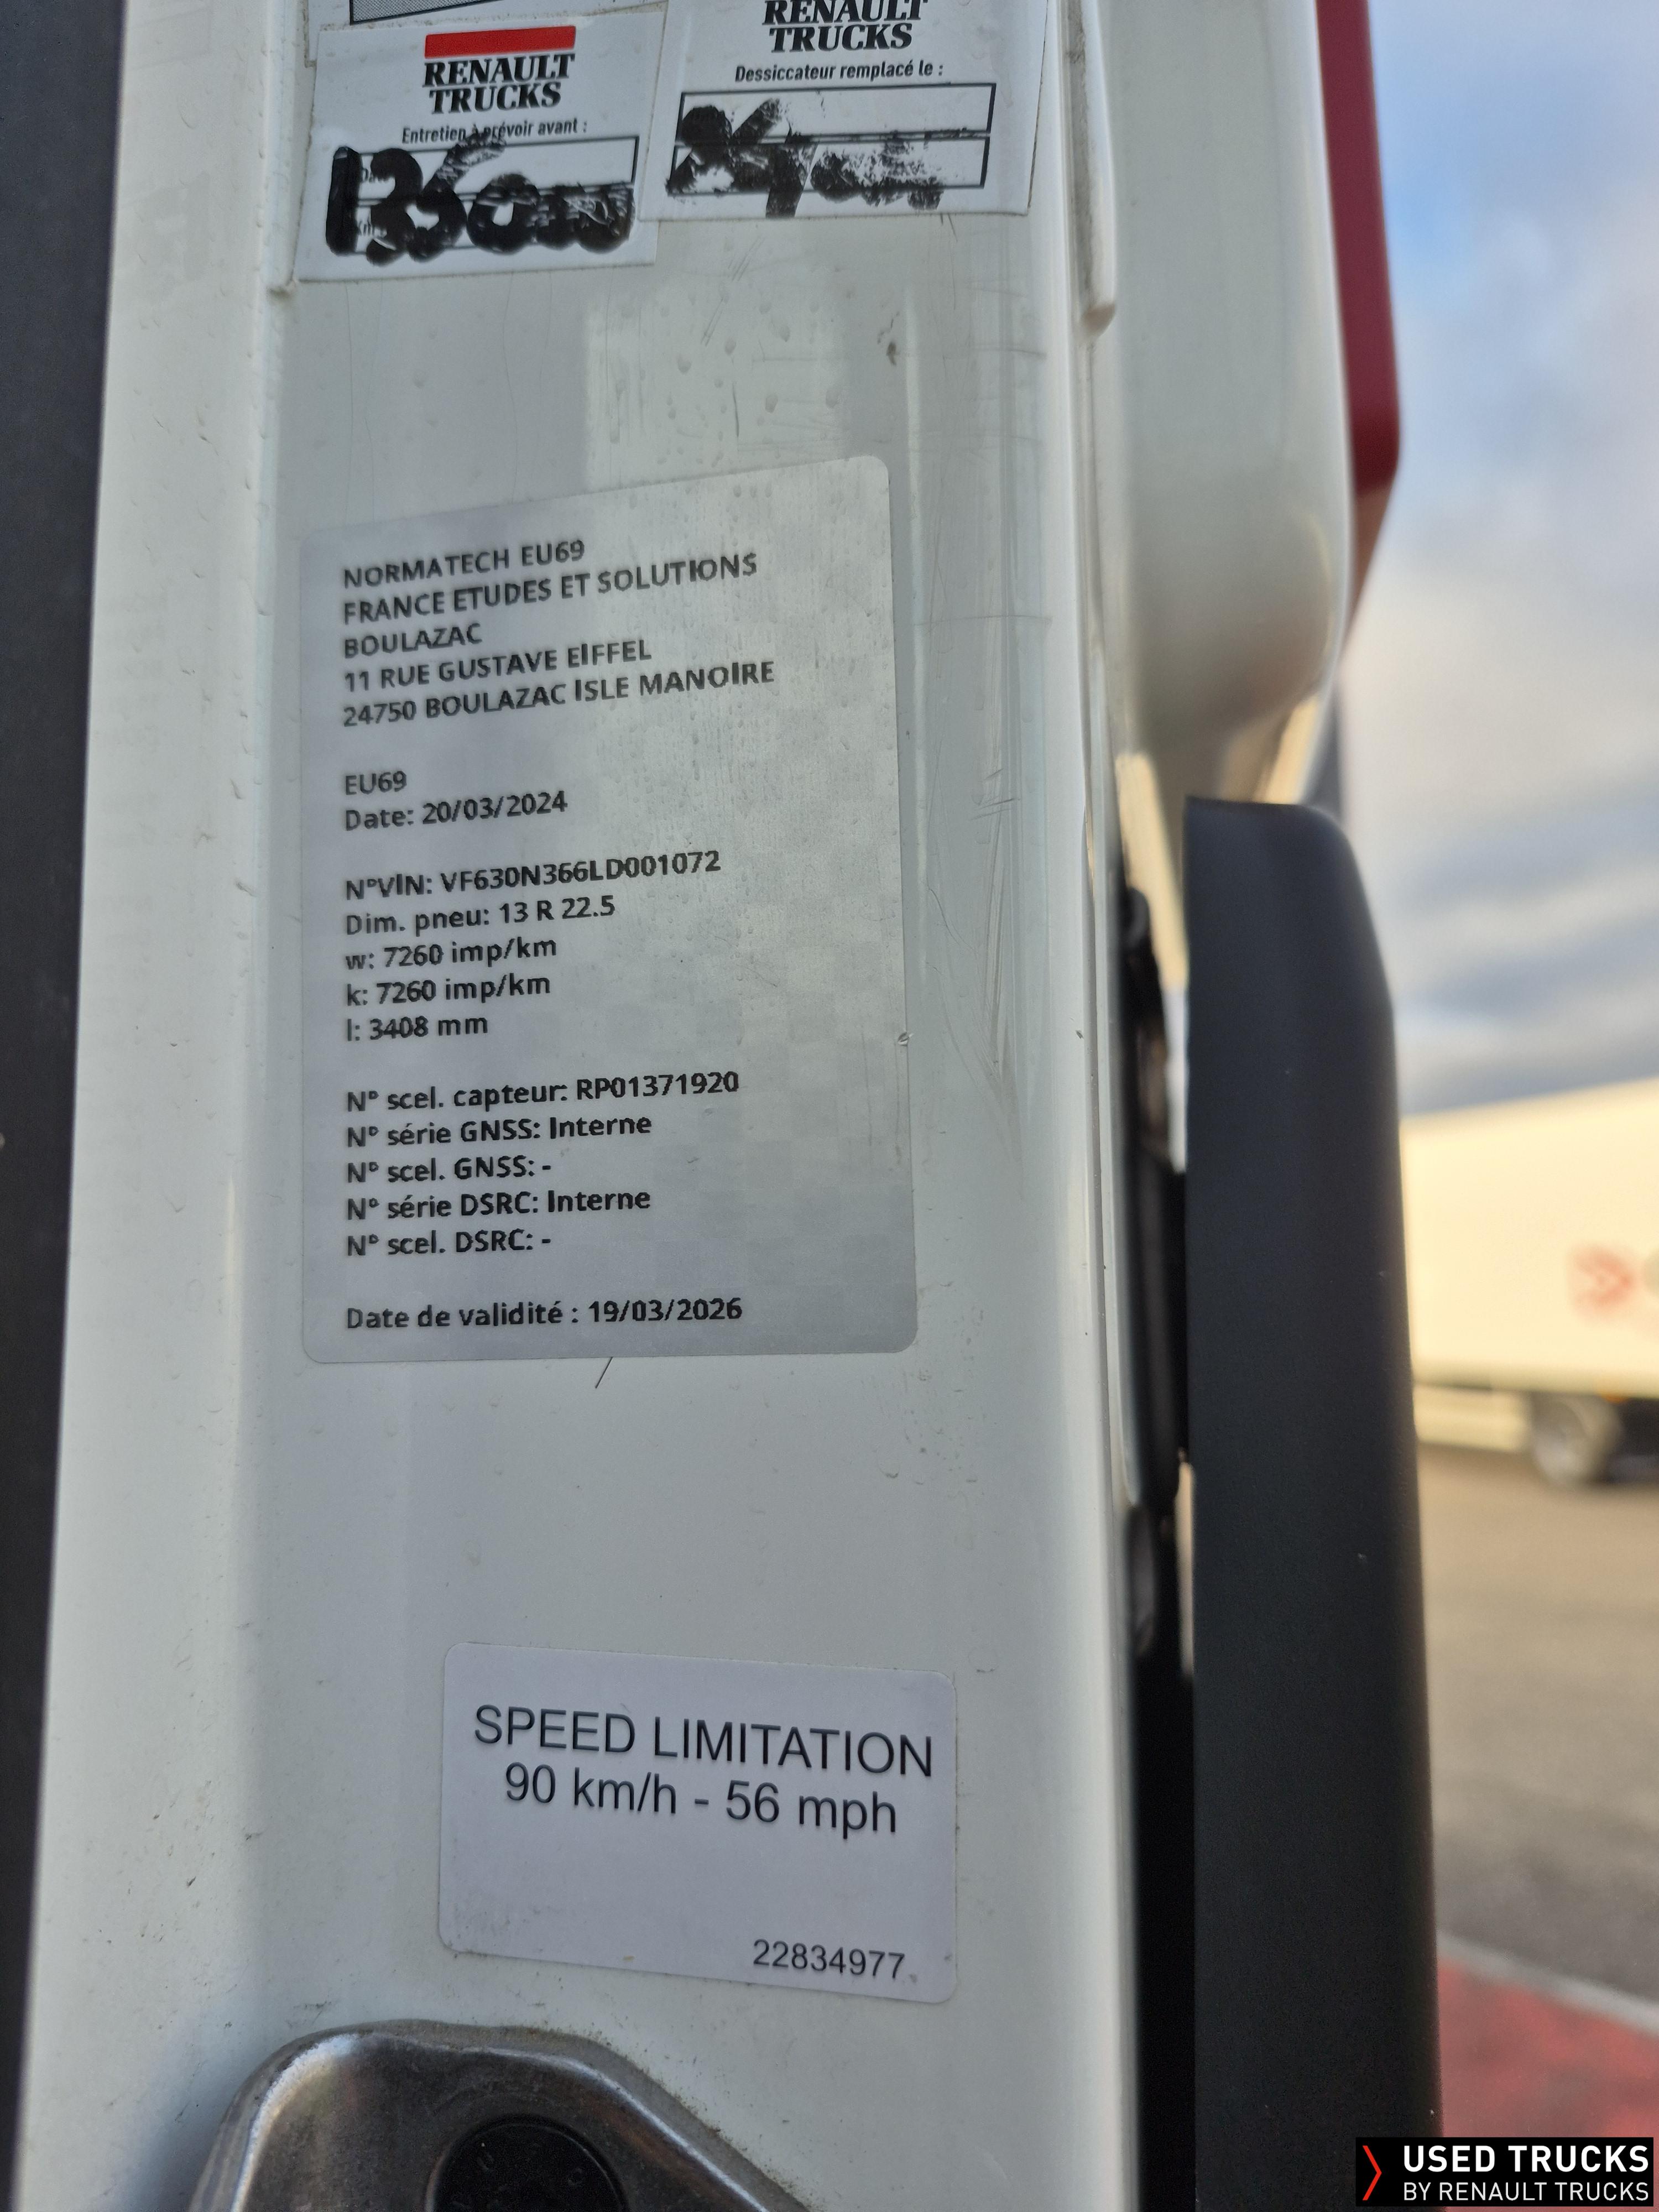 RENAULT
TRUCKS
Entretien à prévoir avant :
RENAULT
TRUCKS
Dessiccateur remplacé le :
NORMATECH EU69
FRANCE ETUDES ET SOLUTIONS
BOULAZAC
11 RUE GUSTAVE EIFFEL
24750 BOULAZAC ISLE MANOIRE
EU69
Date: 20/03/2024
N°VIN: VF630N366LD001072
Dim. pneu: 13 R 22.5
w: 7260 imp/km
k: 7260 imp/km
l: 3408 mm
N° scel. capteur: RP01371920
N° série GNSS: Interne
N° scel. GNSS: -
N° série DSRC: Interne
N° scel. DSRC: -
Date de validité : 19/03/2026
SPEED LIMITATION
90 km/h - 56 mph
22834977
USED TRUCKS
BY RENAULT TRUCKS